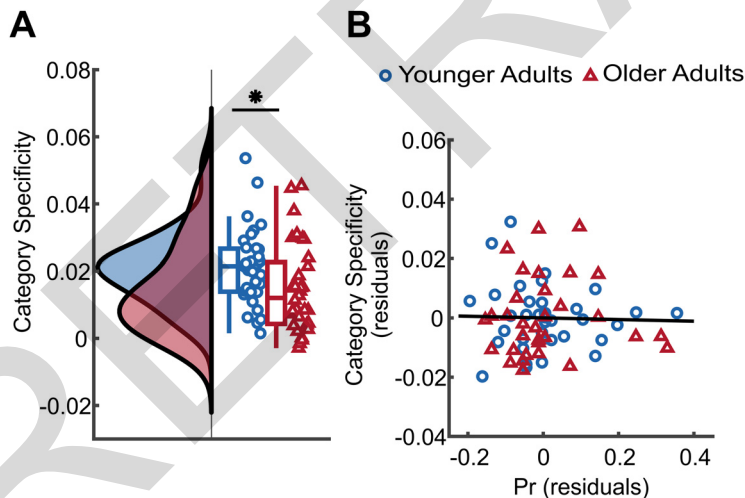 A
B
Younger Adults Older Adults
0.08
0.06
0.04
0.02
0
-0.02
Category Specificity
*
0.06
0.04
0.02
0
-0.02
-0.04
Category Specificity
(residuals)
-0.2 0 0.2 0.4
Pr (residuals)